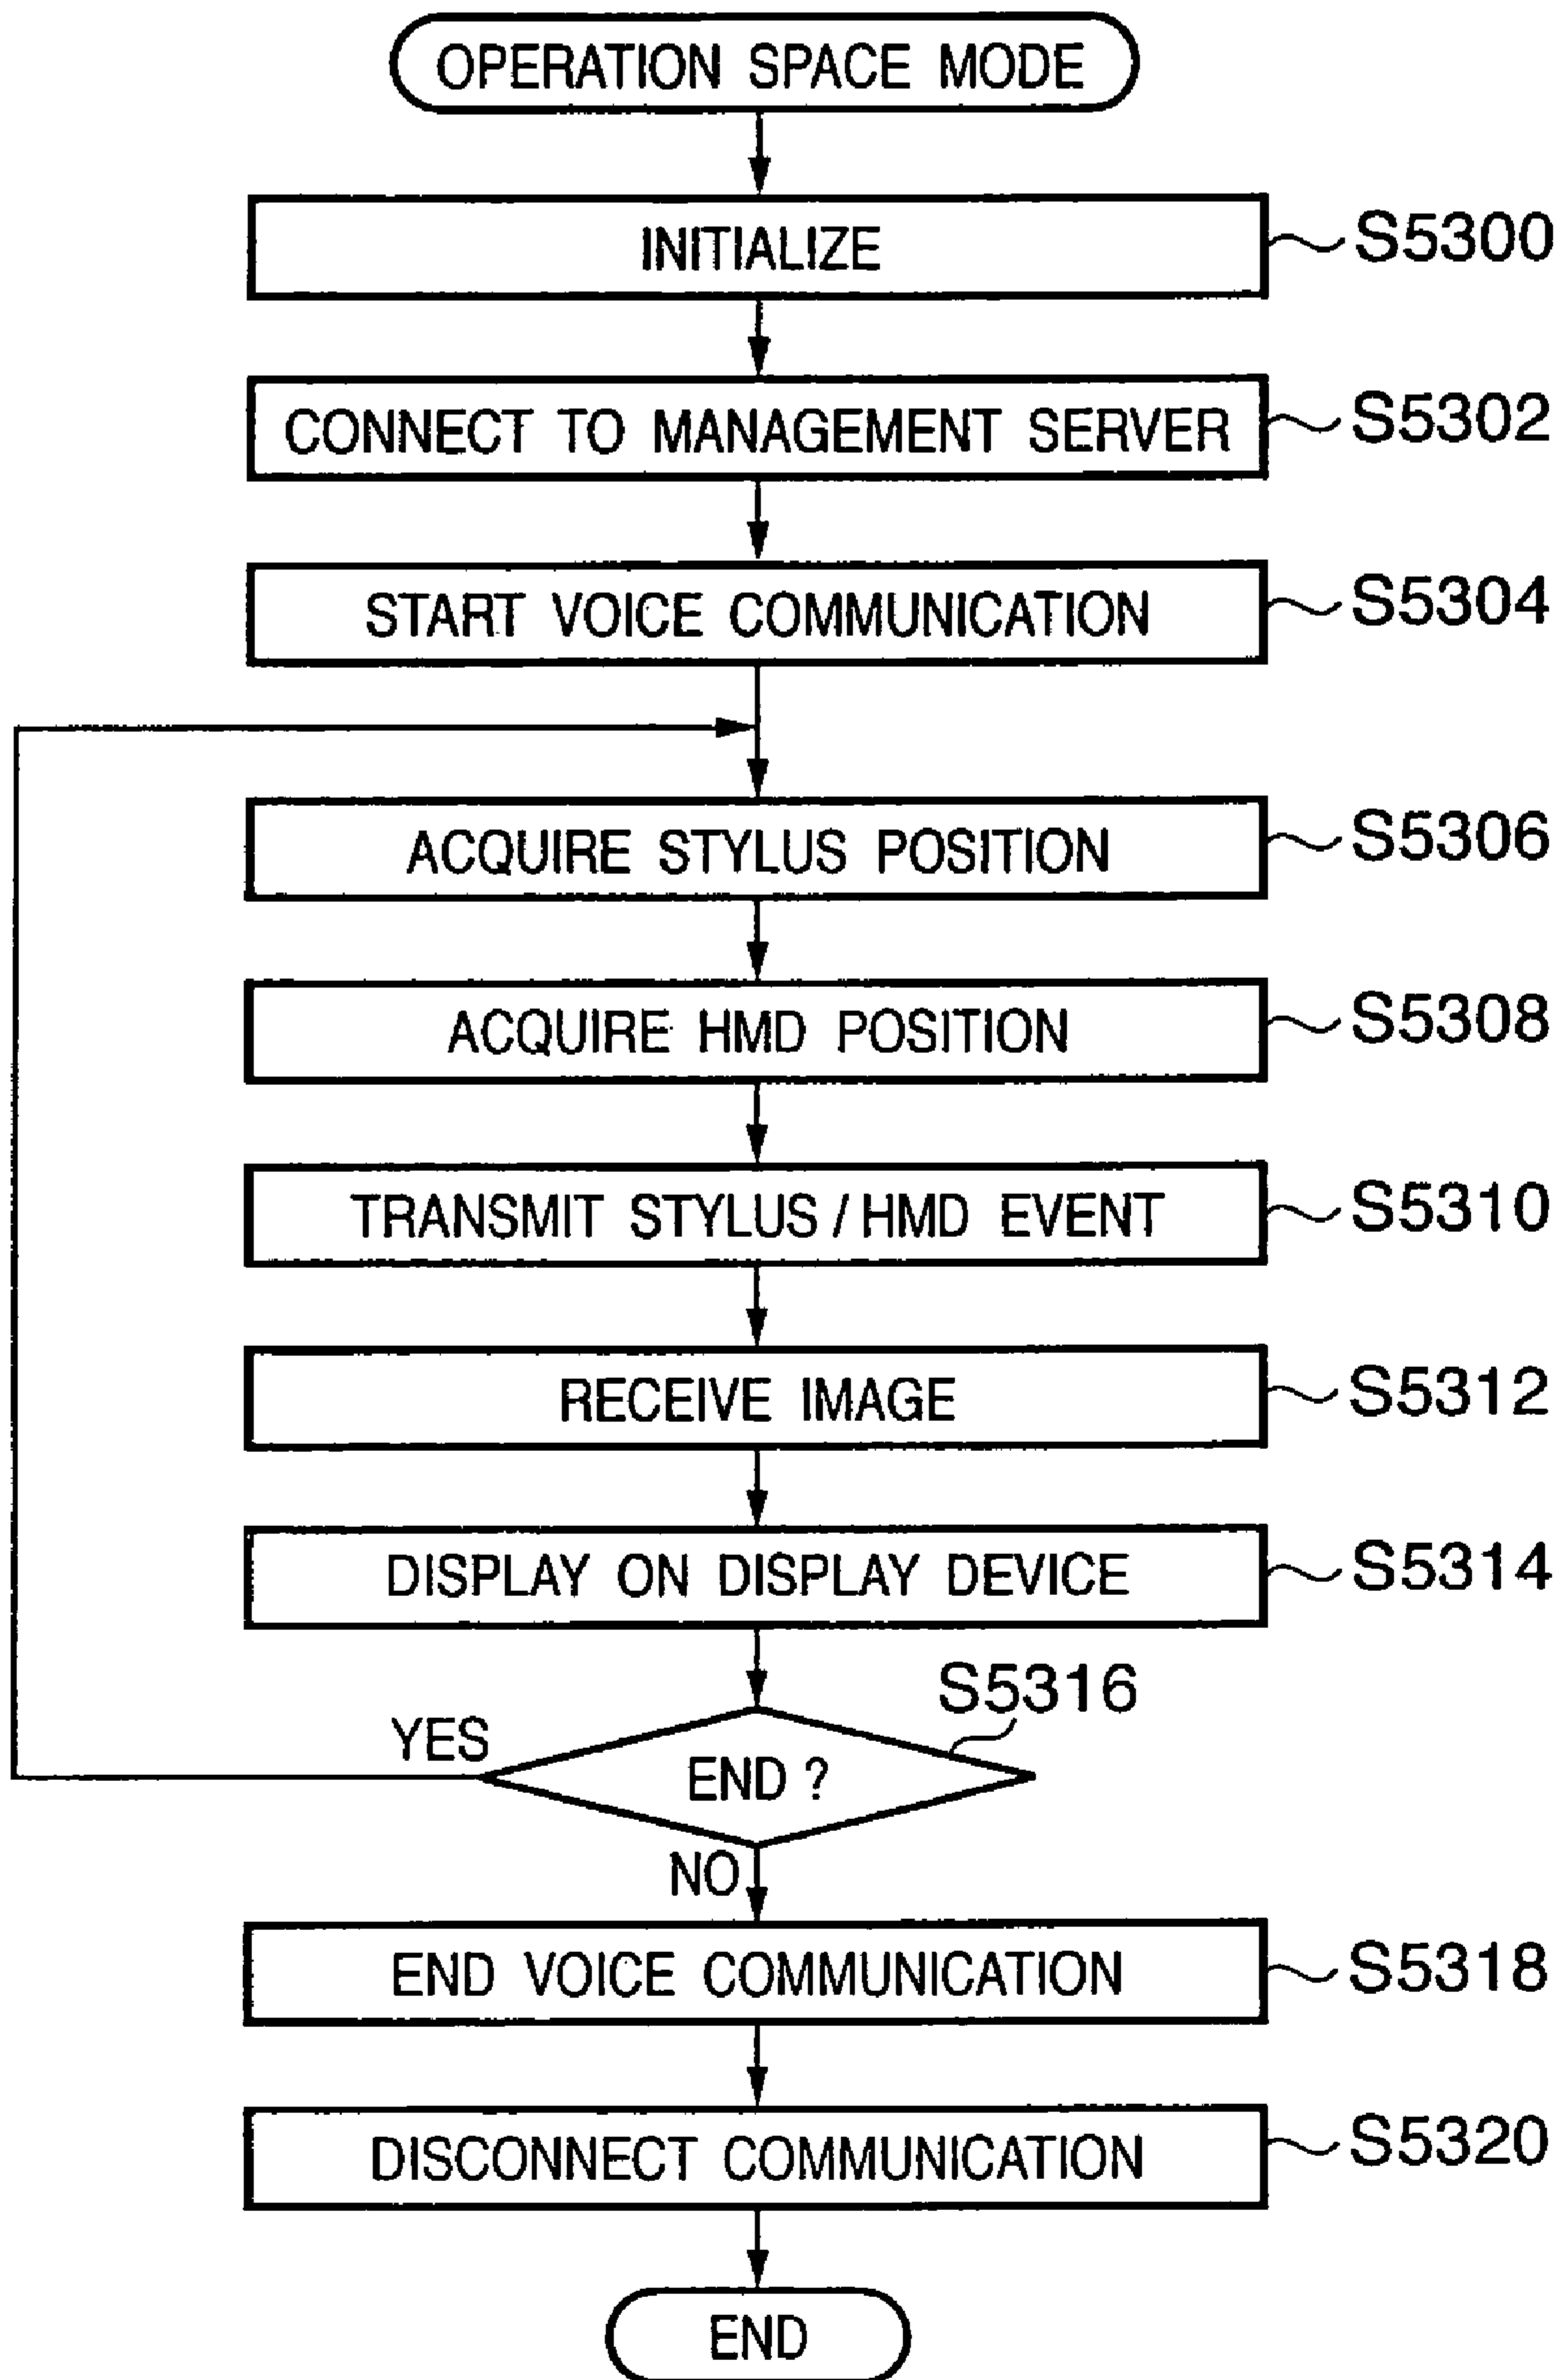 OPERATION SPACE MODE
INITIALIZE
S5300
CONNECT TO MANAGEMENT SERVER
S5302
START VOICE COMMUNICATION
S5304
ACQUIRE STYLUS POSITION
S5306
ACQUIRE HMD POSITION
S5308
TRANSMIT STYLUS / HMD EVENT
S5310
RECEIVE IMAGE
S5312
DISPLAY ON DISPLAY DEVICE
S5314
S5316
YES
END ?
NO
END VOICE COMMUNICATION
S5318
DISCONNECT COMMUNICATION
S5320
END